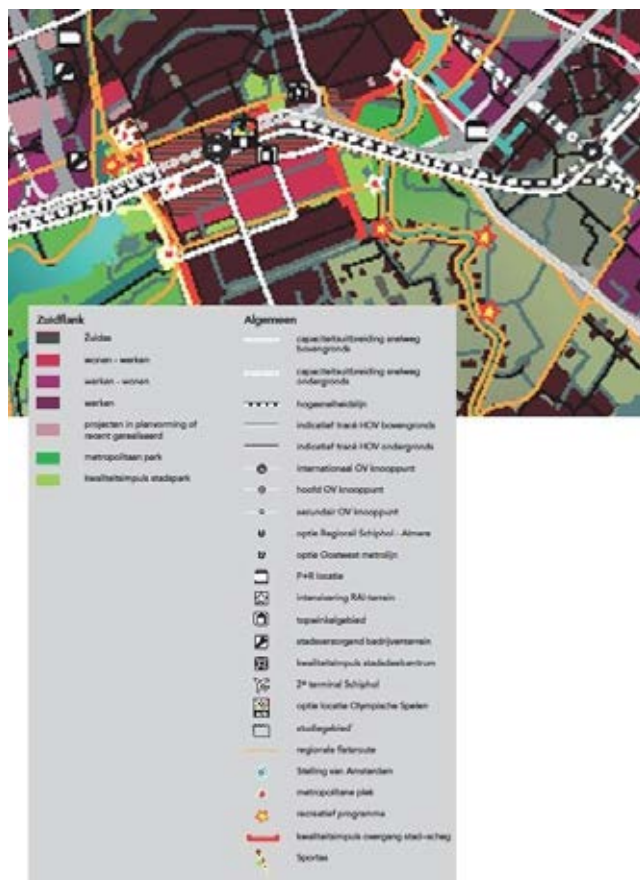 Zuidflank
Zuidas
wonen - werken
werken - wonen
werken
projecten in planvorming of
recent gerealiseerd
metropolitaan park
kwaliteitsimpuls stadspark
Algemeen
capaciteitsuitbreiding snelweg
bovengronds
capaciteitsuitbreiding snelweg
ondergronds
hogesnelheidslijn
indicatief tracé HOV bovengronds
indicatief tracé HOV ondergronds
internationaal OV knooppunt
hoofd OV knooppunt
secundair OV knooppunt
optie Regiorail Schiphol - Almere
optie Oostwest metrolijn
P+R locatie
intensivering RAI-terrein
topwinkelgebied
stadsverzorgend bedrijventerrein
kwaliteitsimpuls stadsdeelcentrum
2e terminal Schiphol
optie locatie Olympische Spelen
studiegebied
regionale fietsroute
Stelling van Amsterdam
metropolitane plek
recreatief programma
kwaliteitsimpuls overgang stad-scheg
Sportas